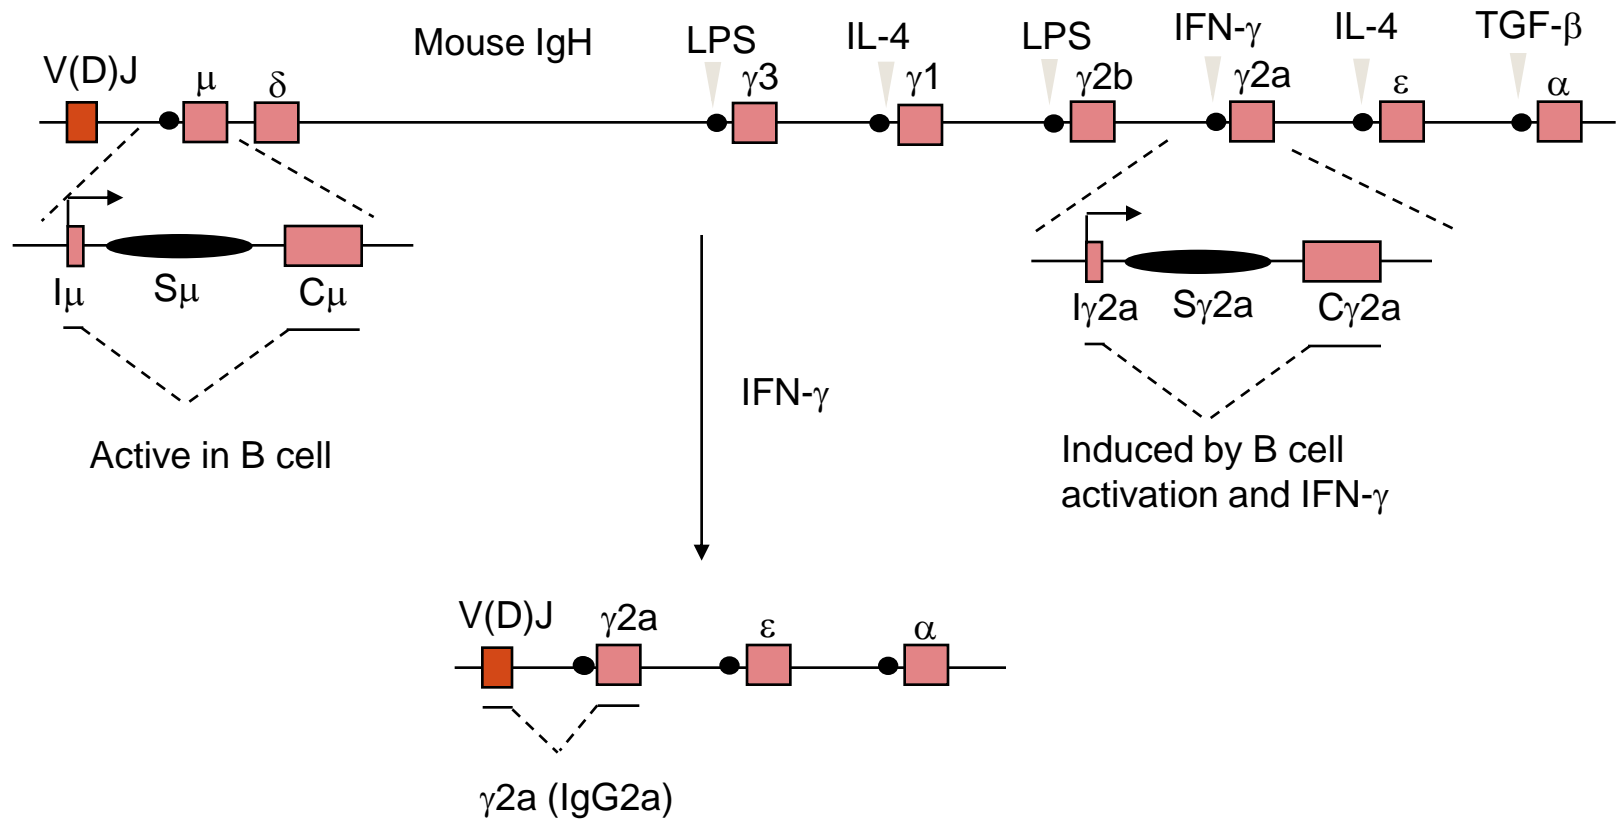 Mouse IgH
LPS
IL-4
LPS
IFN-γ
IL-4
TGF-β
V(D)J
μ
δ
γ3
γ1
γ2b
γ2a
ε
α
Iμ
Sμ
Cμ
Iγ2a
Sγ2a
Cγ2a
IFN-γ
Active in B cell
Induced by B cell
activation and IFN-γ
V(D)J
γ2a
ε
α
γ2a (IgG2a)